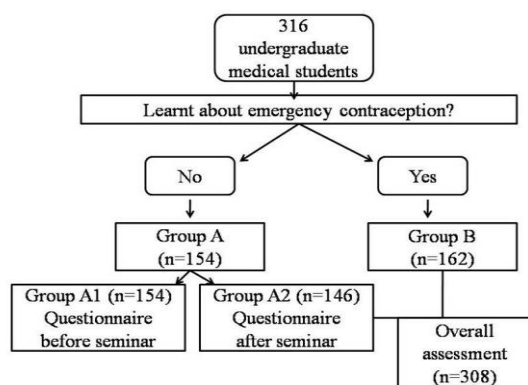 316
undergraduate
medical students
Learnt about emergency contraception?
No
Yes
Group A
(n=154)
Group B
(n=162)
Group A1 (n=154)
Questionnaire
before seminar
Group A2 (n=146)
Questionnaire
after seminar
Overall
assessment
(n=308)